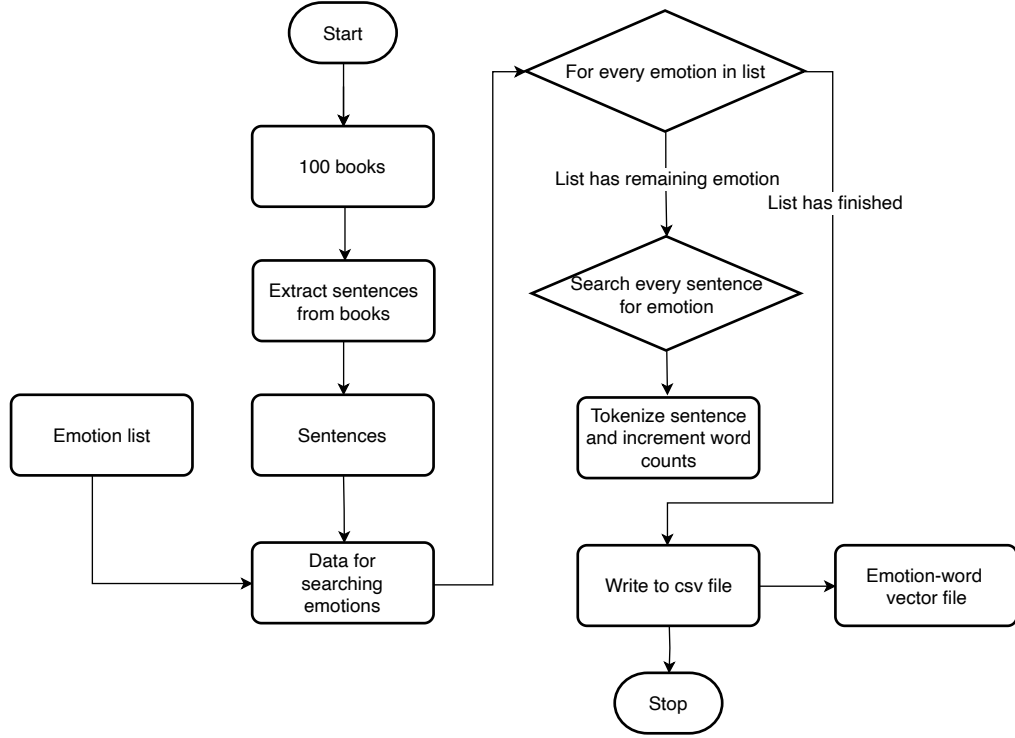 Start
100 books
Extract sentences
from books
Emotion list
Sentences
Data for
searching
emotions
For every emotion in list
List has remaining emotion
List has finished
Search every sentence
for emotion
Tokenize sentence
and increment word
counts
Write to csv file
Emotion-word
vector file
Stop